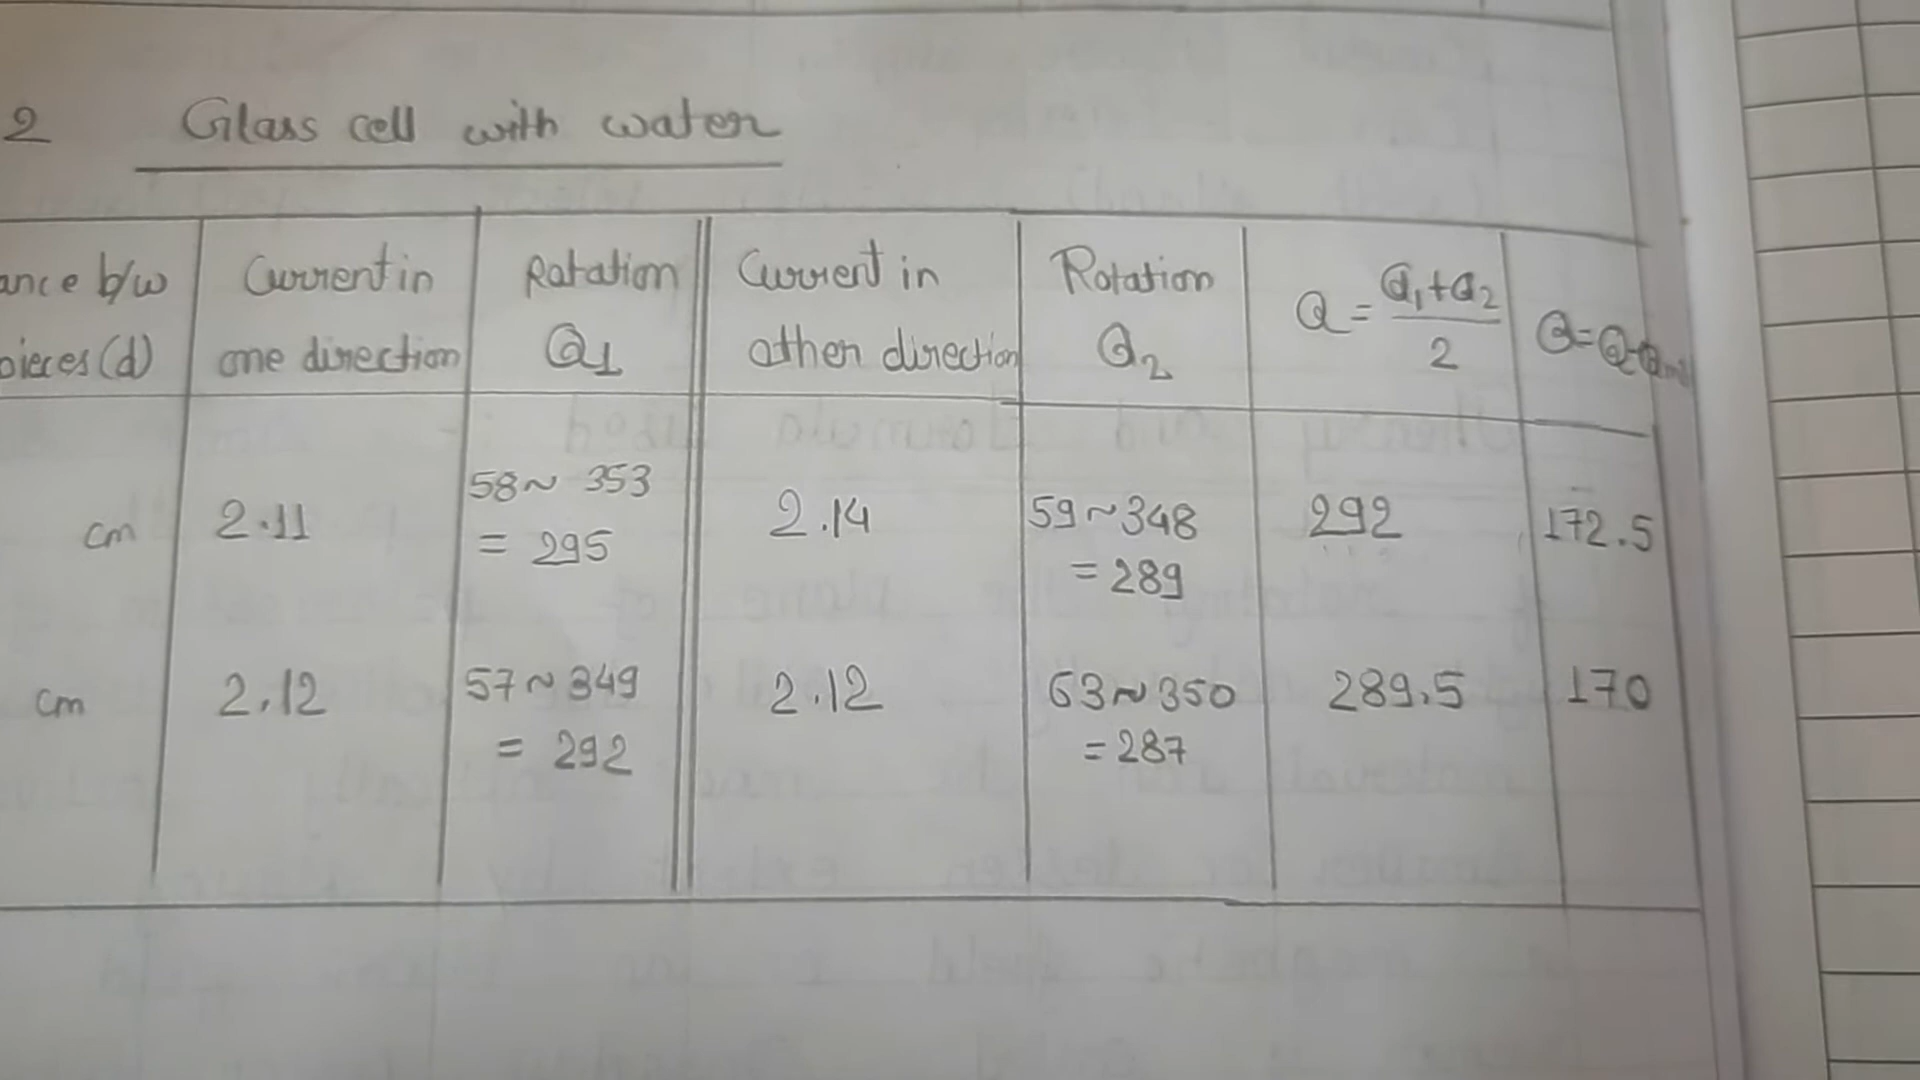 2 Glass cell with water
ance b/w
pieces (d)
Current in
one direction
Rotation
Q1
Current in
other direction
Rotation
Q2
Q = Q1+Q2
2
Q=Q-Q
cm
2.11
58~ 353
= 295
2.14
59~348
=289
292
172.5
cm
2.12
57~349
= 292
2.12
63~350
=287
289.5
170